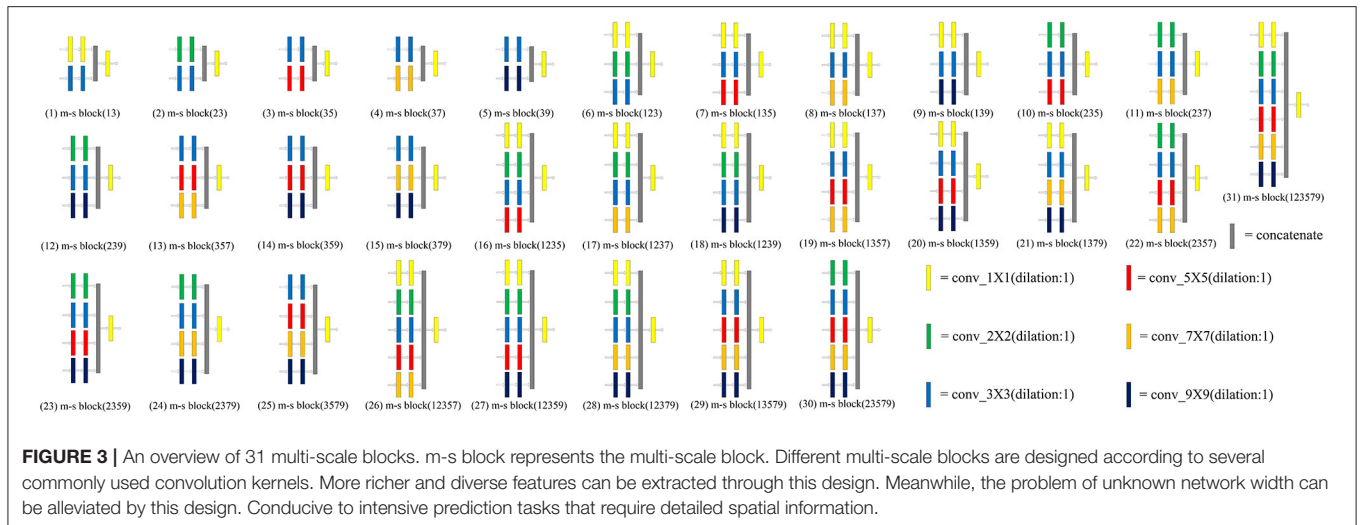 (1) m-s block(13)
(2) m-s block(23)
(3) m-s block(35)
(4) m-s block(37)
(5) m-s block(39)
(6) m-s block(123)
(7) m-s block(135)
(8) m-s block(137)
(9) m-s block(139)
(10) m-s block(235)
(11) m-s block(237)
(31) m-s block(123579)
(12) m-s block(239)
(13) m-s block(357)
(14) m-s block(359)
(15) m-s block(379)
(16) m-s block(1235)
(17) m-s block(1237)
(18) m-s block(1239)
(19) m-s block(1357)
(20) m-s block(1359)
(21) m-s block(1379)
(22) m-s block(2357)
= concatenate
= conv_1X1(dilation:1)
= conv_5X5(dilation:1)
= conv_2X2(dilation:1)
= conv_7X7(dilation:1)
= conv_3X3(dilation:1)
= conv_9X9(dilation:1)
(23) m-s block(2359)
(24) m-s block(2379)
(25) m-s block(3579)
(26) m-s block(12357)
(27) m-s block(12359)
(28) m-s block(12379)
(29) m-s block(13579)
(30) m-s block(23579)
FIGURE 3 | An overview of 31 multi-scale blocks. m-s block represents the multi-scale block. Different multi-scale blocks are designed according to several
commonly used convolution kernels. More richer and diverse features can be extracted through this design. Meanwhile, the problem of unknown network width can
be alleviated by this design. Conducive to intensive prediction tasks that require detailed spatial information.